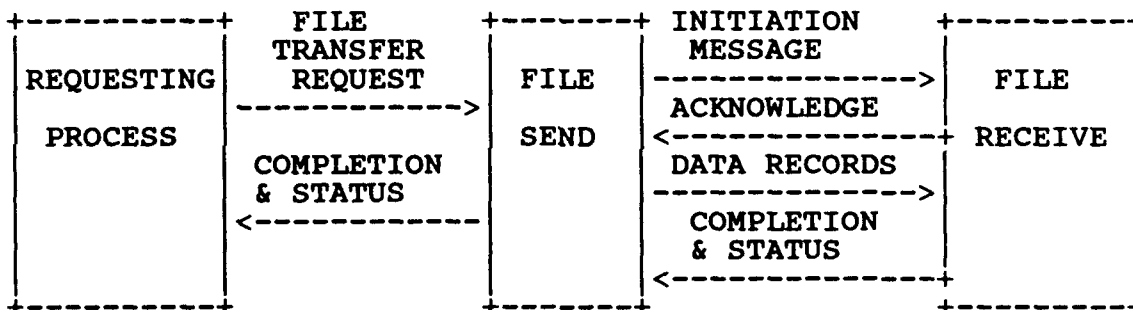 FILE
TRANSFER
REQUEST
REQUESTING
PROCESS
COMPLETION
& STATUS
FILE
SEND
INITIATION
MESSAGE
ACKNOWLEDGE
DATA RECORDS
COMPLETION
& STATUS
FILE
RECEIVE